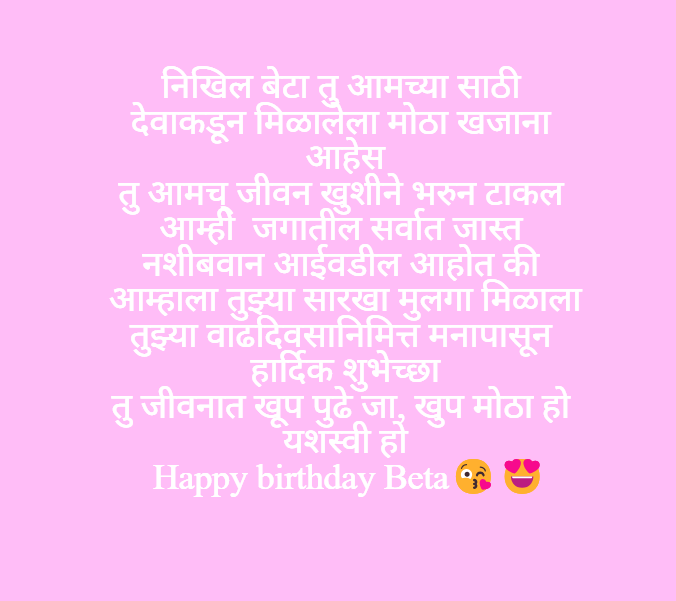 निखिल बेटा तु आमच्या साठी
देवाकडून मिळालेला मोठा खजाना
आहेस
तु आमचृ जीवन खुशीने भरुन टाकल
आम्ही जगातील सर्वात जास्त
नशीबवान आईवडील आहोत की
आम्हाला तुझ्या सारखा मुलगा मिळाला
तुझ्या वाढदिवसानिमित्त मनापासून
हार्दिक शुभेच्छा
तु जीवनात खूप पुढे जा, खुप मोठा हो
यशस्वी हो
Happy birthday Beta😘 😍